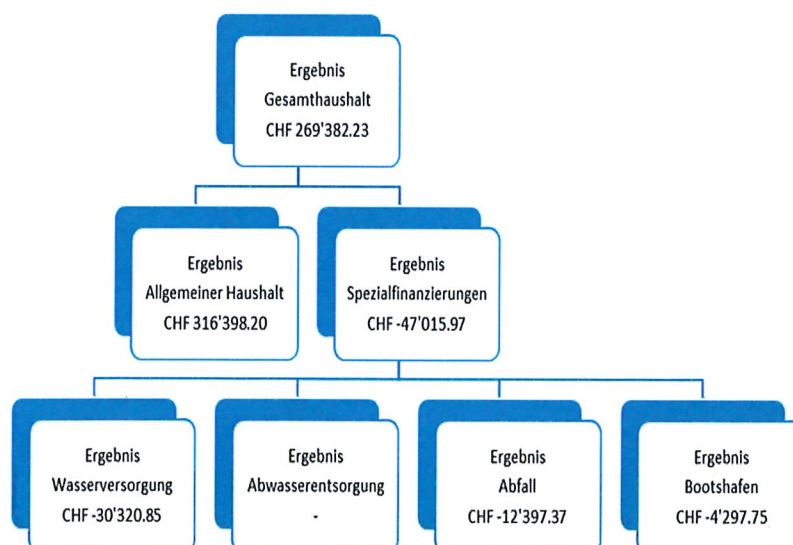 Ergebnis
Gesamthaushalt
CHF 269'382.23
Ergebnis
Allgemeiner Haushalt
CHF 316'398.20
Ergebnis
Spezialfinanzierungen
CHF -47'015.97
Ergebnis
Wasserversorgung
CHF -30'320.85
Ergebnis
Abwasserentsorgung
-
Ergebnis
Abfall
CHF -12'397.37
Ergebnis
Bootshafen
CHF -4'297.75